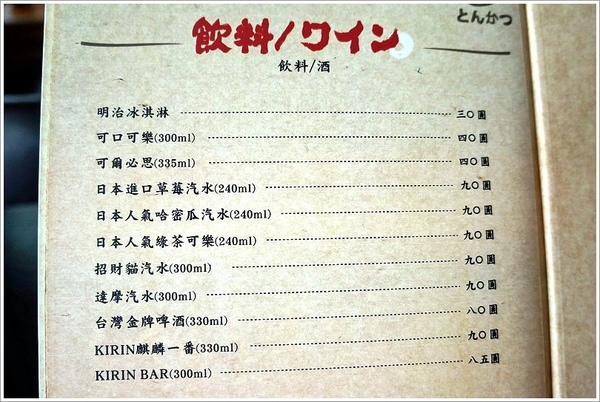 とんかつ
飲料/ワイン
飲料/酒
明治冰淇淋 三〇圓
可口可樂(300ml) 四〇圓
可爾必思(335ml) 四〇圓
日本進口草莓汽水(240ml) 九〇圓
日本人氣哈密瓜汽水(240ml) 九〇圓
日本人氣綠茶可樂(240ml) 九〇圓
招財貓汽水(300ml) 九〇圓
達摩汽水(300ml) 九〇圓
台灣金牌啤酒(330ml) 八〇圓
KIRIN麒麟一番(330ml) 九〇圓
KIRIN BAR(300ml) 八五圓